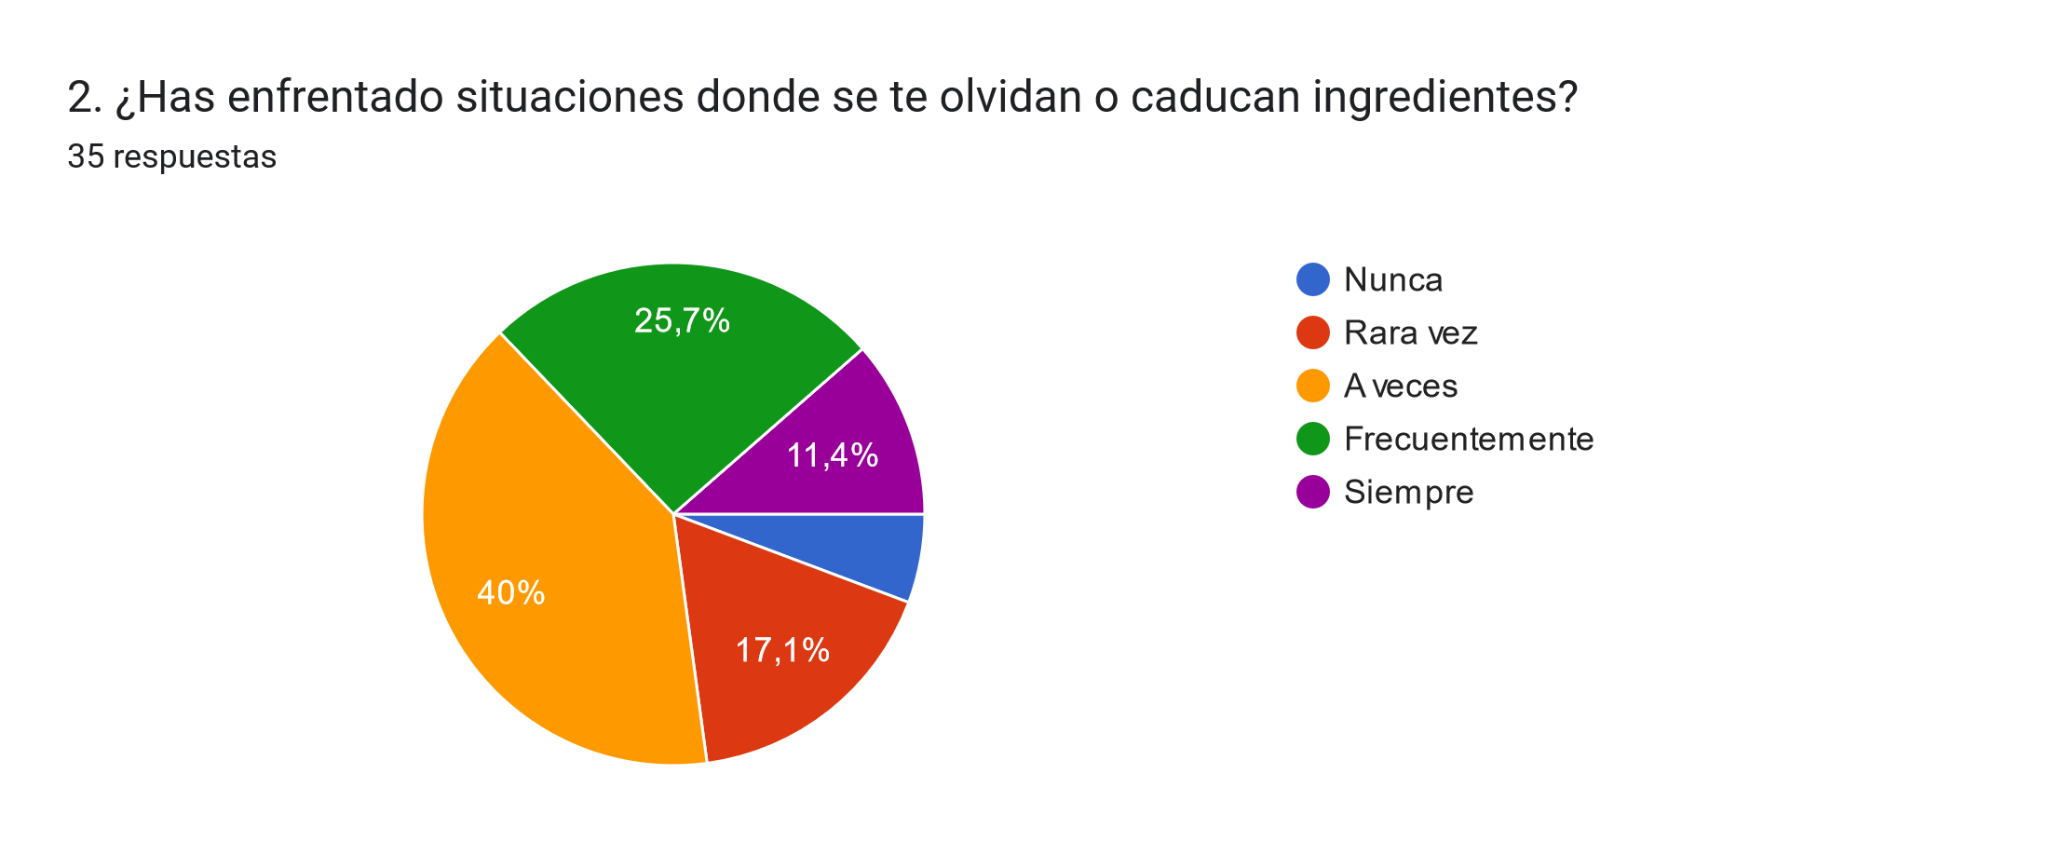 2. ¿Has enfrentado situaciones donde se te olvidan o caducan ingredientes?
35 respuestas
25,7%
11,4%
40%
17,1%
Nunca
Rara vez
A veces
Frecuentemente
Siempre